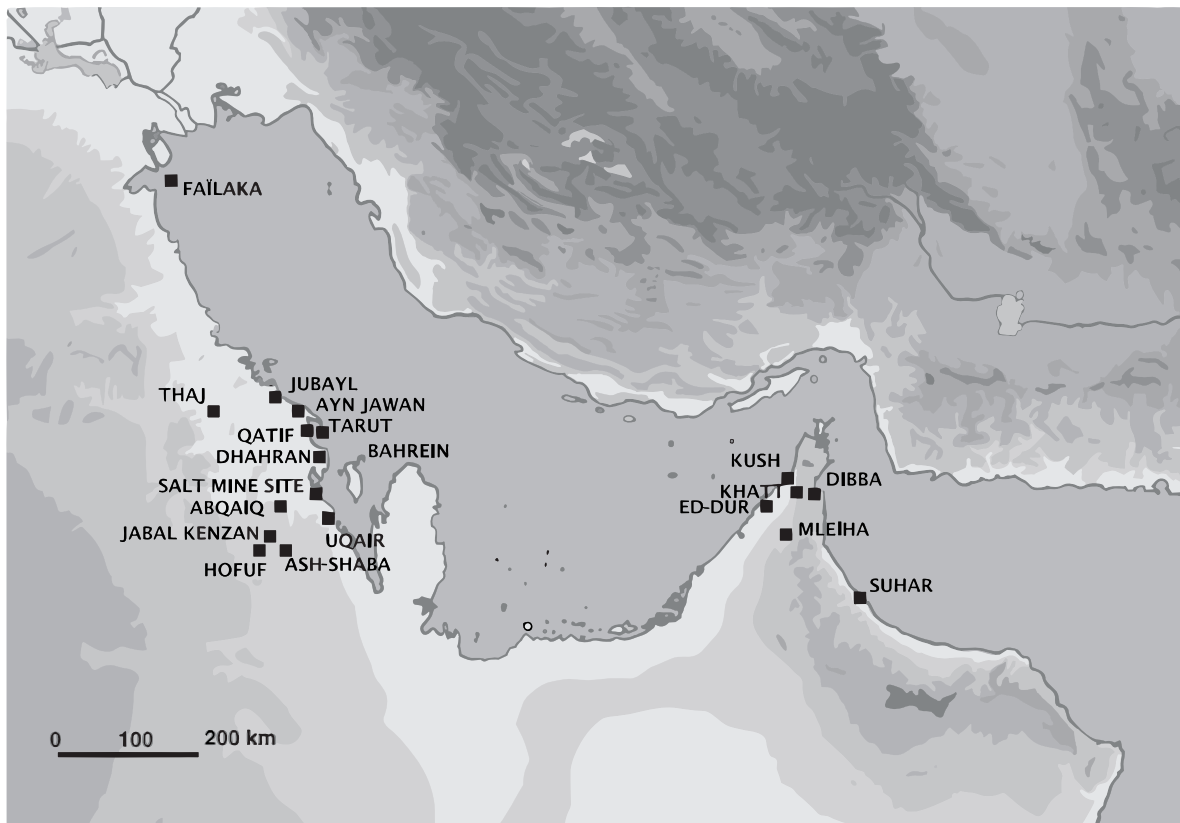 FAÏLAKA
JUBAYL
THAJ
AYN JAWAN
TARUT
QATIF
BAHREIN
DHAHRAN
KUSH
SALT MINE SITE
KHATT
DIBBA
ABQAIQ
ED-DUR
JABAL KENZAN
MLEIHA
UQAIR
HOFUF
ASH-SHABA
SUHAR
0 100 200 km